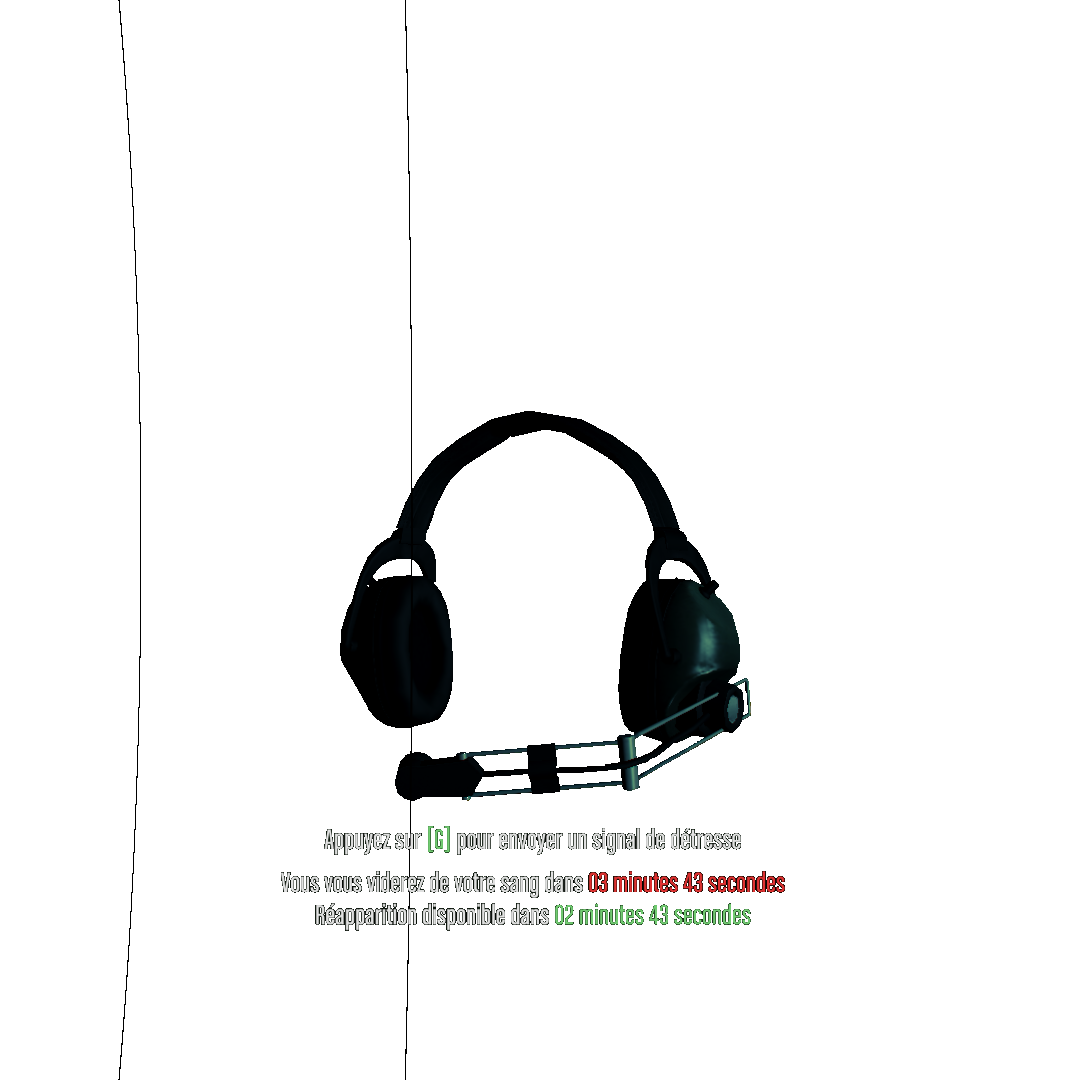 Appuyez sur [G] pour envoyer un signal de détresse
Vous vous viderez de votre sang dans 03 minutes 43 secondes
Réapparition disponible dans 02 minutes 43 secondes